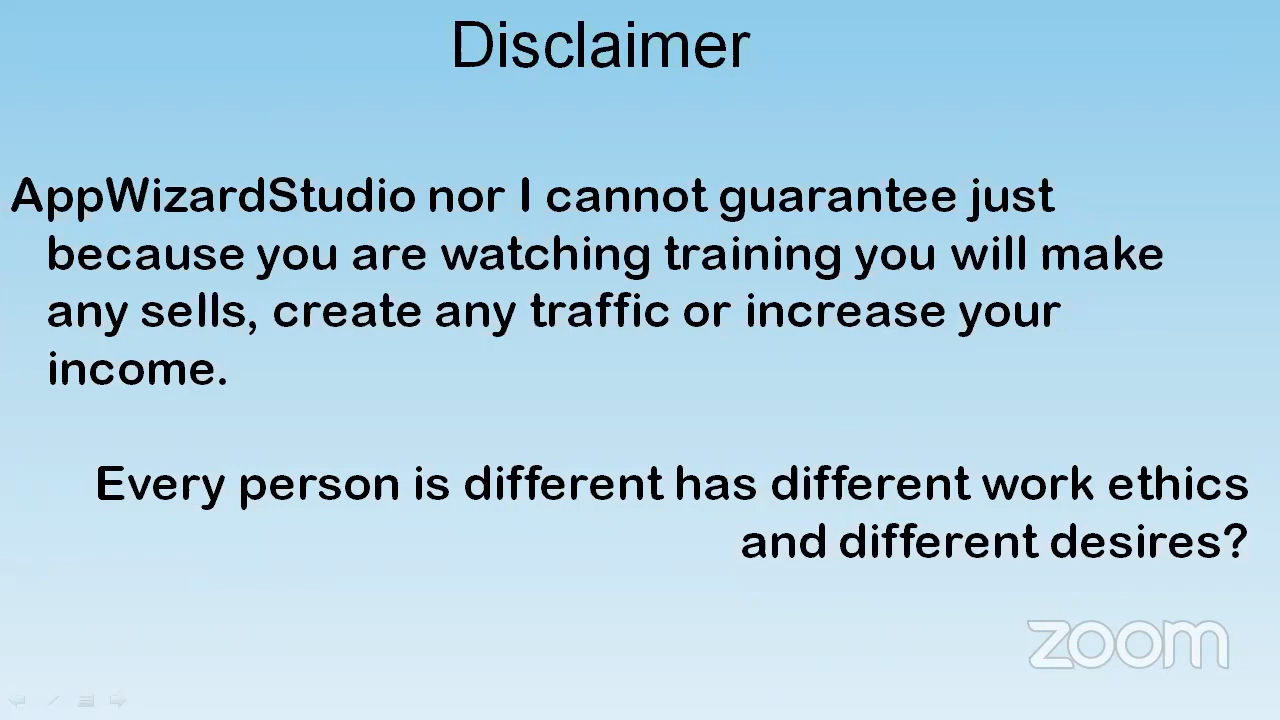 Disclaimer
AppWizardStudio nor I cannot guarantee just
because you are watching training you will make
any sells, create any traffic or increase your
income.
Every person is different has different work ethics
and different desires?
zoom